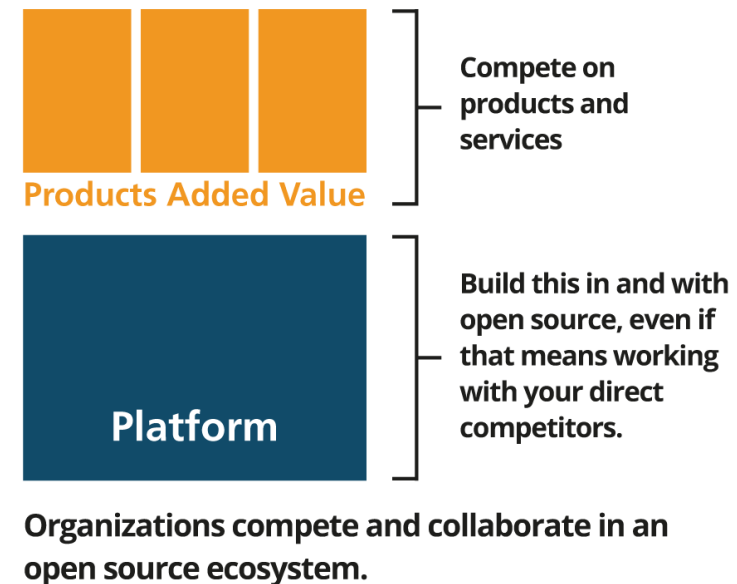 Compete on
products and
services
Products Added Value
Build this in and with
open source, even if
that means working
with your direct
competitors.
Platform
Organizations compete and collaborate in an
open source ecosystem.